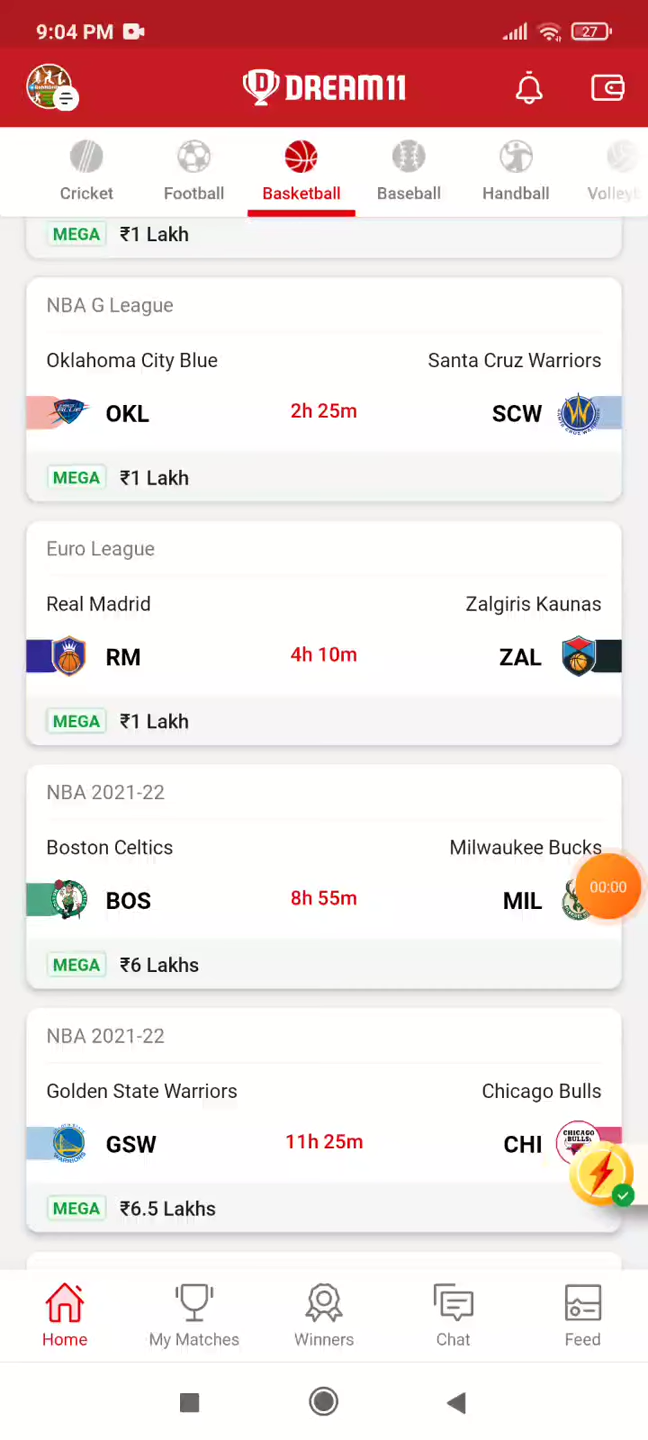 9:04 PM
27
DREAM11
Cricket
Football
Basketball
Baseball
Handball
MEGA ₹1 Lakh
NBA G League
Oklahoma City Blue Santa Cruz Warriors
OKL 2h 25m SCW
MEGA ₹1 Lakh
Euro League
Real Madrid Zalgiris Kaunas
RM 4h 10m ZAL
MEGA ₹1 Lakh
NBA 2021-22
Boston Celtics Milwaukee Bucks
BOS 8h 55m MIL
00:00
MEGA ₹6 Lakhs
NBA 2021-22
Golden State Warriors Chicago Bulls
GSW 11h 25m CHI
CHICAGO
BULLS
MEGA ₹6.5 Lakhs
Home
My Matches
Winners
Chat
Feed